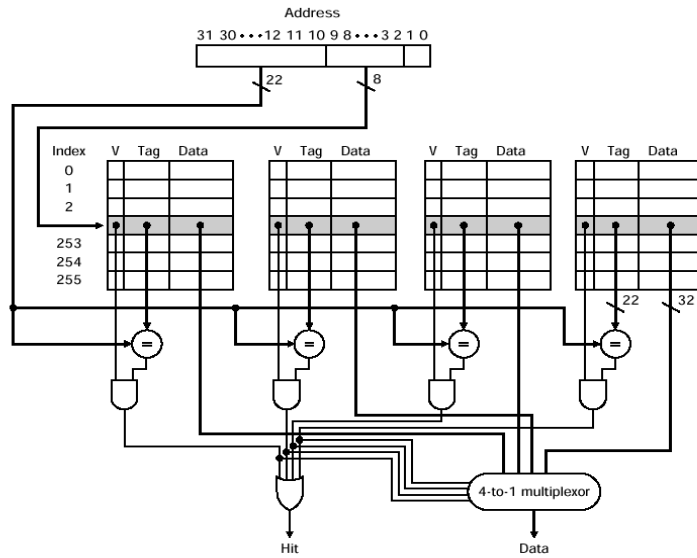 Address
31 30 ••• 12 11 10 9 8 ••• 3 2 1 0
22 8
Index V Tag Data V Tag Data V Tag Data V Tag Data
0
1
2
253
254
255
22 32
= = = =
4-to-1 multiplexor
Hit Data